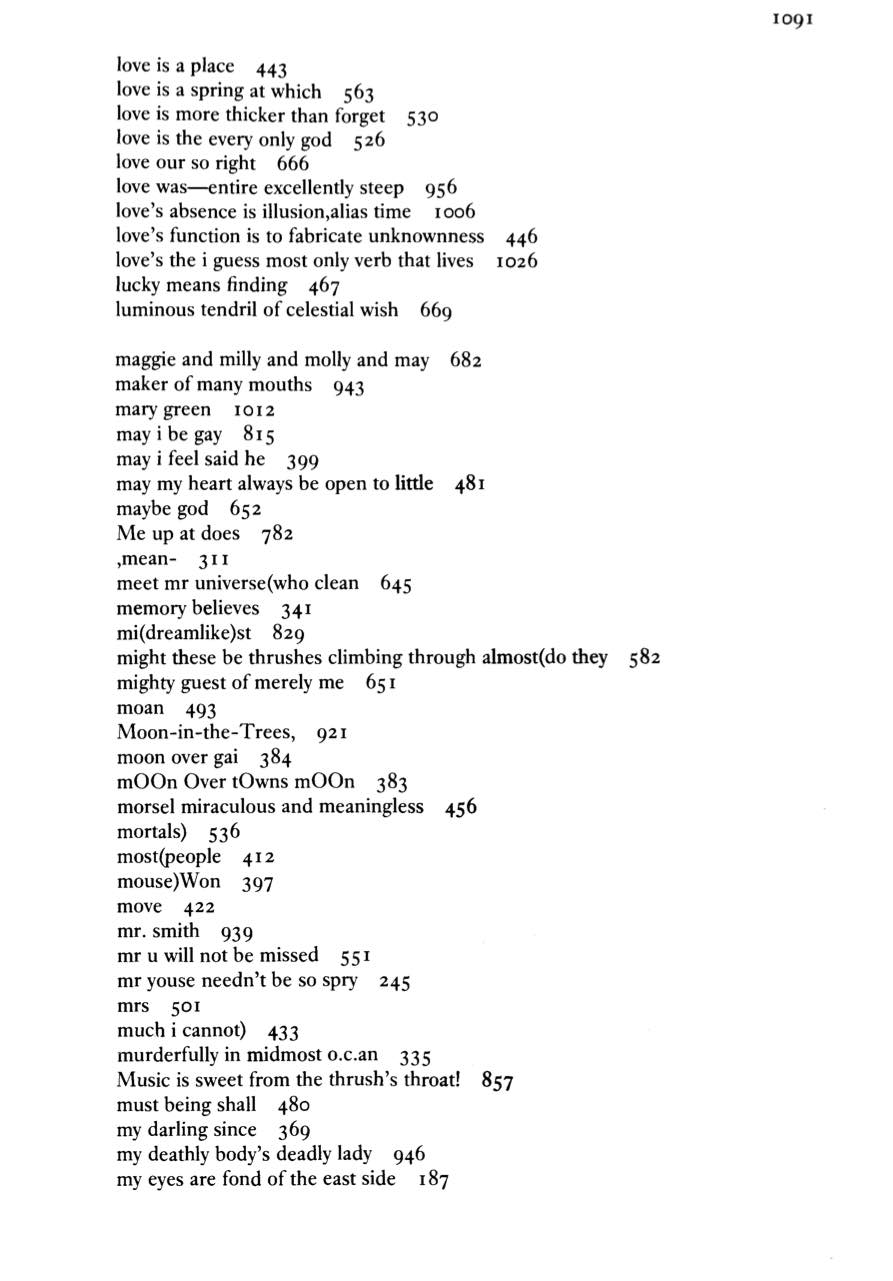 1091
love is a place 443
love is a spring at which 563
love is more thicker than forget 530
love is the every only god 526
love our so right 666
love was—entire excellently steep 956
love's absence is illusion,alias time 1006
love's function is to fabricate unknownness 446
love's the i guess most only verb that lives 1026
lucky means finding 467
luminous tendril of celestial wish 669
maggie and milly and molly and may 682
maker of many mouths 943
mary green 1012
may i be gay 815
may i feel said he 399
may my heart always be open to little 481
maybe god 652
Me up at does 782
,mean- 311
meet mr universe(who clean 645
memory believes 341
mi(dreamlike)st 829
might these be thrushes climbing through almost(do they 582
mighty guest of merely me 651
moan 493
Moon-in-the-Trees, 921
moon over gai 384
mOOn Over tOwns mOOn 383
morsel miraculous and meaningless 456
mortals) 536
most(people 412
mouse)Won 397
move 422
mr. smith 939
mr u will not be missed 551
mr youse needn't be so spry 245
mrs 501
much i cannot) 433
murderfully in midmost o.c.an 335
Music is sweet from the thrush's throat! 857
must being shall 480
my darling since 369
my deathly body's deadly lady 946
my eyes are fond of the east side 187